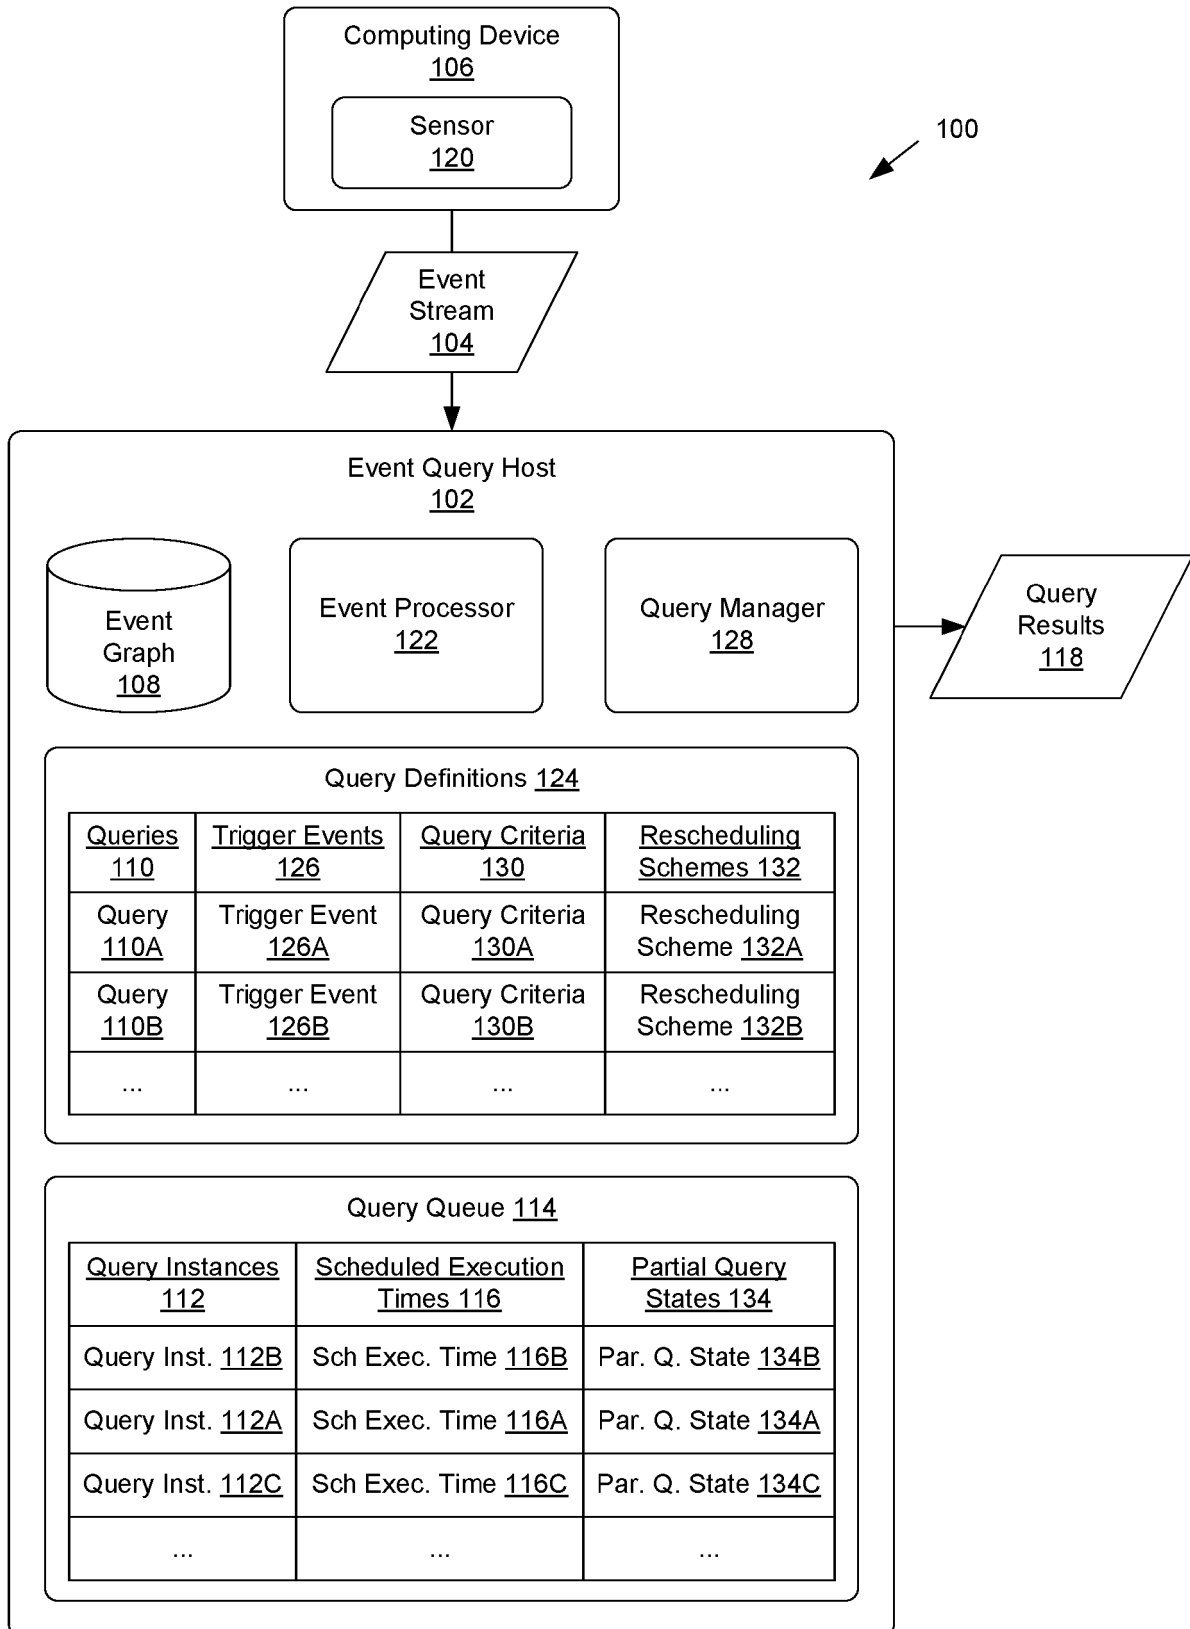 Computing Device
106
Sensor
120
100
Event
Stream
104
Event Query Host
102
Event
Graph
108
Event Processor
122
Query Manager
128
Query
Results
118
Query Definitions 124
Queries
110
Trigger Events
126
Query Criteria
130
Rescheduling
Schemes 132
Query
110A
Trigger Event
126A
Query Criteria
130A
Rescheduling
Scheme 132A
Query
110B
Trigger Event
126B
Query Criteria
130B
Rescheduling
Scheme 132B
...
...
...
...
Query Queue 114
Query Instances
112
Scheduled Execution
Times 116
Partial Query
States 134
Query Inst. 112B
Sch Exec. Time 116B
Par. Q. State 134B
Query Inst. 112A
Sch Exec. Time 116A
Par. Q. State 134A
Query Inst. 112C
Sch Exec. Time 116C
Par. Q. State 134C
...
...
...